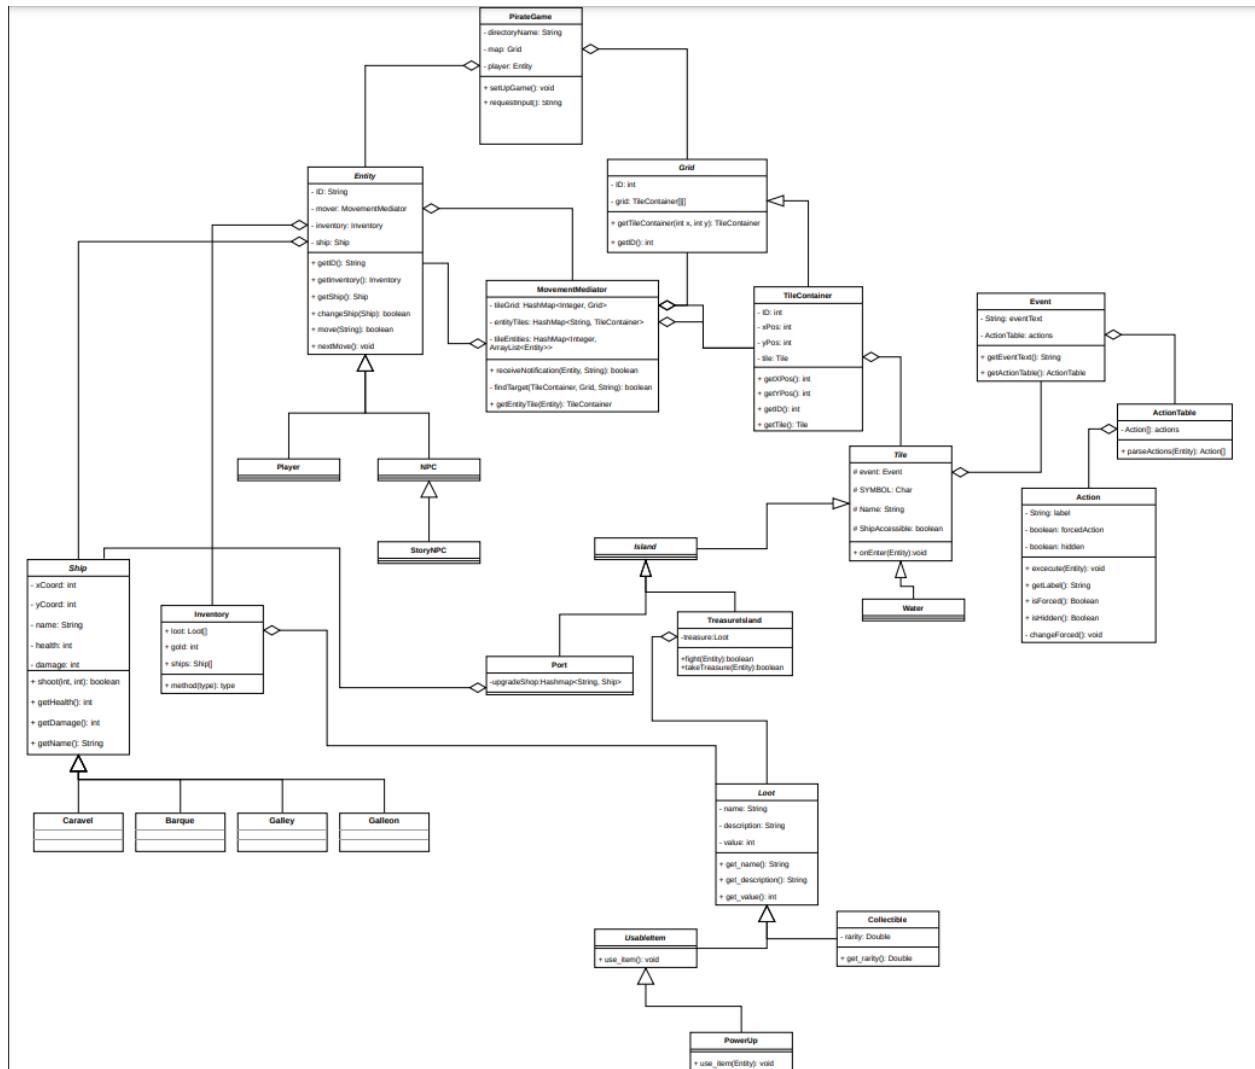 PirateGame
- directoryName: String
- map: Grid
- player: Entity
+ setUpGame(): void
+ requestInput(): String
Entity
- ID: String
- mover: MovementMediator
- inventory: Inventory
- ship: Ship
+ getID(): String
+ getInventory(): Inventory
+ getShip(): Ship
+ changeShip(Ship): boolean
+ move(String): boolean
+ nextMove(): void
Grid
- ID: int
- grid: TileContainer[][]
+ getTileContainer(int x, int y): TileContainer
+ getID(): int
MovementMediator
- tileGrid: HashMap<Integer, Grid>
- entityTiles: HashMap<String, TileContainer>
- tileEntities: HashMap<Integer,
ArrayList<Entity>>
+ receiveNotification(Entity, String): boolean
- findTarget(TileContainer, Grid, String): boolean
+ getEntityTile(Entity): TileContainer
TileContainer
- ID: int
- xPos: int
- yPos: int
- tile: Tile
+ getXPos(): int
+ getYPos(): int
+ getID(): int
+ getTile(): Tile
Event
- String: eventText
- ActionTable: actions
+ getEventText(): String
+ getActionTable(): ActionTable
ActionTable
- Action[]: actions
+ parseActions(Entity): Action[]
Player
NPC
StoryNPC
Tile
# event: Event
# SYMBOL: Char
# Name: String
# ShipAccessible: boolean
+ onEnter(Entity):void
Action
- String: label
- boolean: forcedAction
- boolean: hidden
+ excecute(Entity): void
+ getLabel(): String
+ isForced(): Boolean
+ isHidden(): Boolean
- changeForced(): void
Island
Water
Ship
- xCoord: int
- yCoord: int
- name: String
- health: int
- damage: int
+ shoot(int, int): boolean
+ getHealth(): int
+ getDamage(): int
+ getName(): String
Inventory
+ loot: Loot[]
+ gold: int
+ ships: Ship[]
+ method(type): type
Port
-upgradeShop:Hashmap<String, Ship>
TreasureIsland
-treasure:Loot
+fight(Entity):boolean
+takeTreasure(Entity):boolean
Caravel
Barque
Galley
Galleon
Loot
- name: String
- description: String
- value: int
+ get_name(): String
+ get_description(): String
+ get_value(): int
UsableItem
+ use_item(): void
Collectible
- rarity: Double
+ get_rarity(): Double
PowerUp
+ use_item(Entity): void